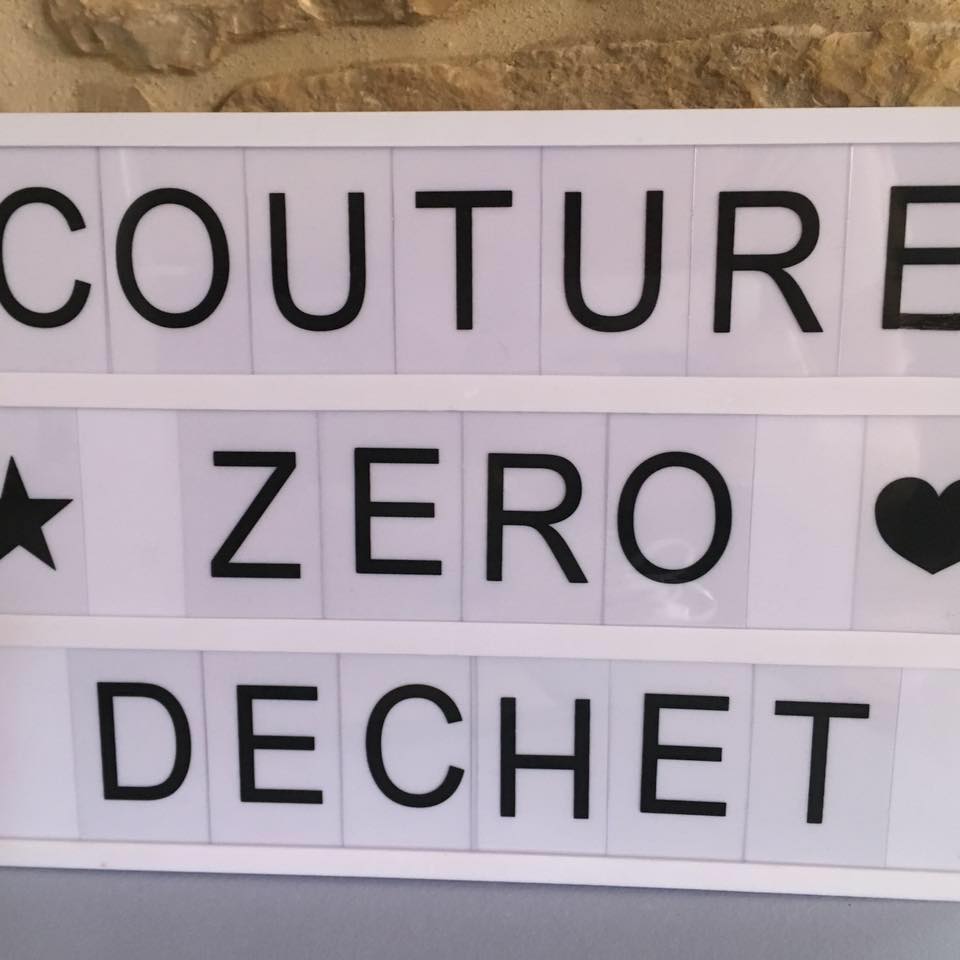 COUTURE
★ ZERO ♥
DECHET